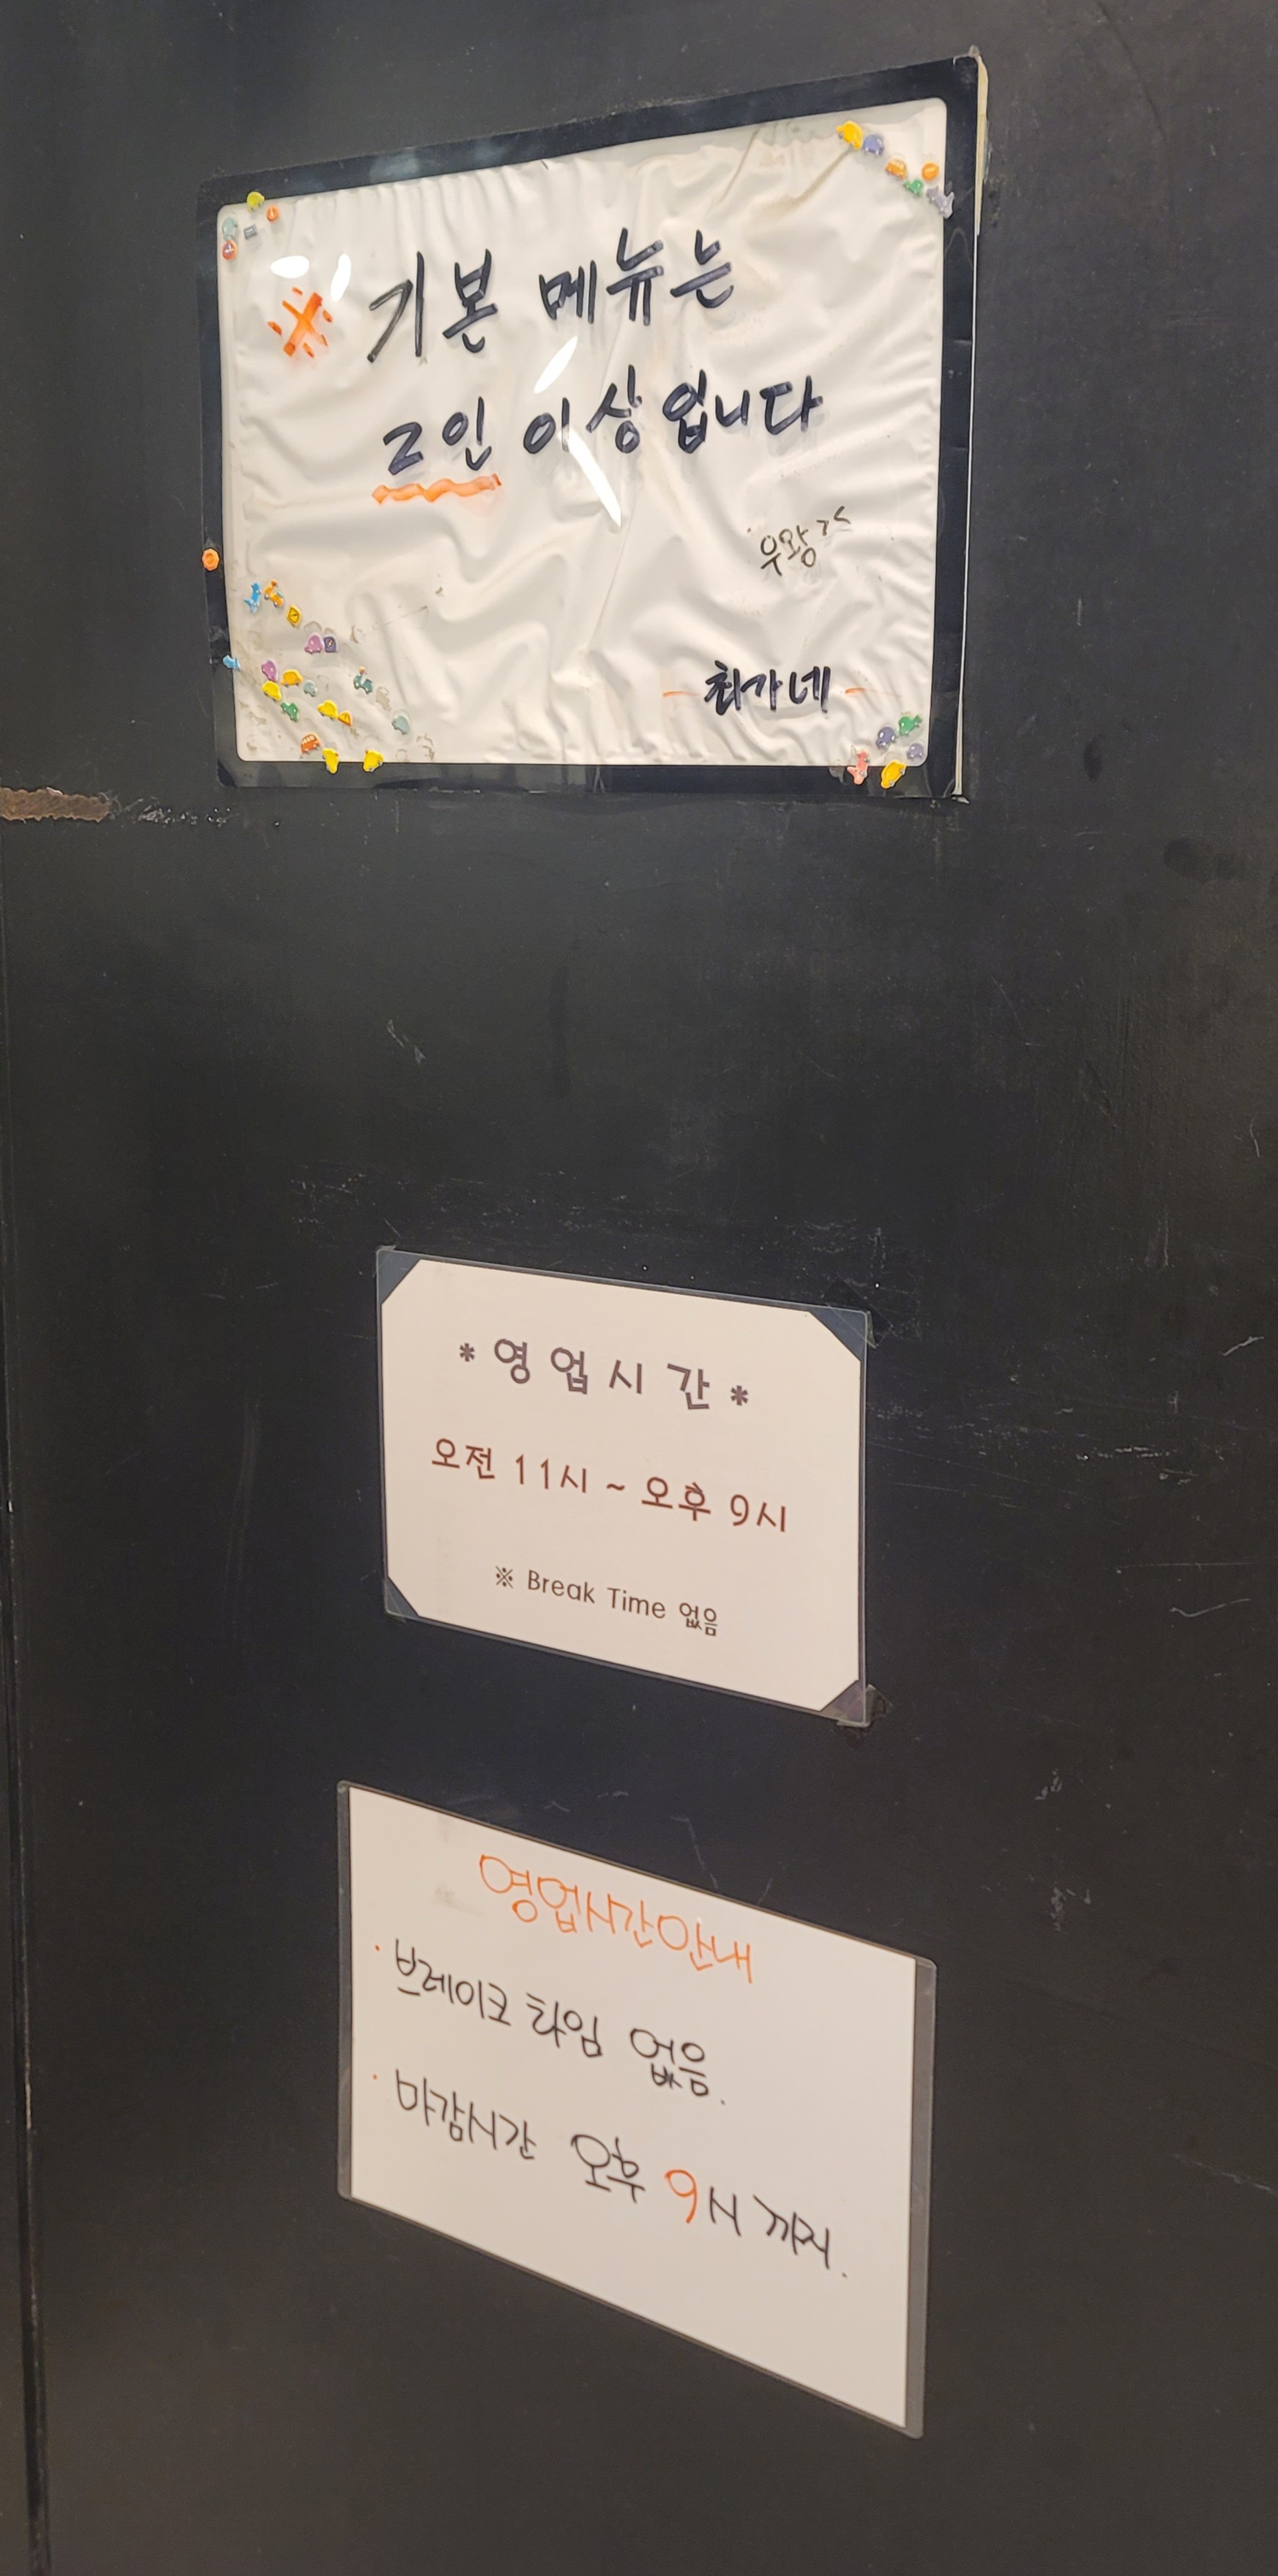 ※ 기본 메뉴는
2인 이상입니다
우왕ㅋㅅ
최가네
* 영업시간 *
오전 11시 ~ 오후 9시
※ Break Time 없음
영업시간안내
· 브레이크 타임 없음.
· 마감시간 오후 9시 까지.